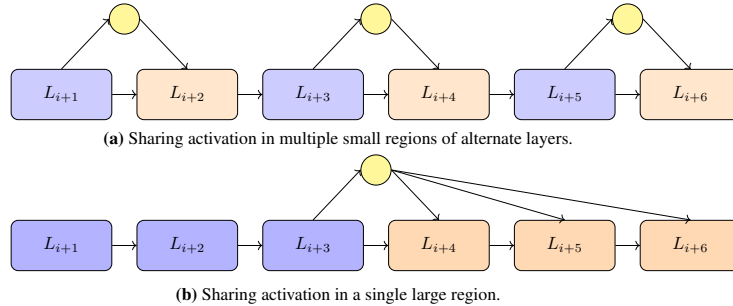 L_{i+1} L_{i+2} L_{i+3} L_{i+4} L_{i+5} L_{i+6}
(a) Sharing activation in multiple small regions of alternate layers.
L_{i+1} L_{i+2} L_{i+3} L_{i+4} L_{i+5} L_{i+6}
(b) Sharing activation in a single large region.